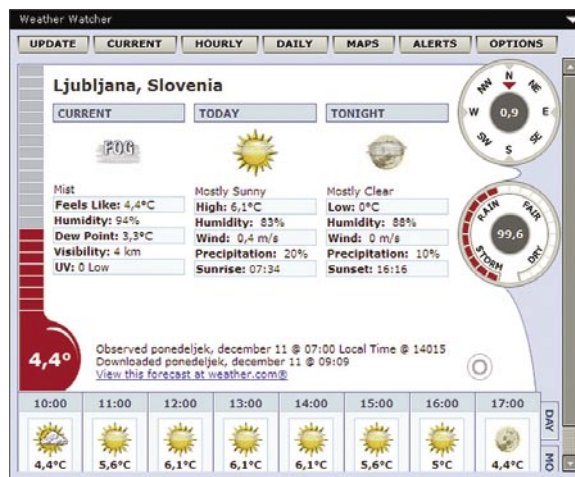 Weather Watcher
UPDATE CURRENT HOURLY DAILY MAPS ALERTS OPTIONS
Ljubljana, Slovenia
CURRENT TODAY TONIGHT
FOG
Mist Mostly Sunny Mostly Clear
Feels Like: 4,4°C High: 6,1°C Low: 0°C
Humidity: 94% Humidity: 83% Humidity: 88%
Dew Point: 3,3°C Wind: 0,4 m/s Wind: 0 m/s
Visibility: 4 km Precipitation: 20% Precipitation: 10%
UV: 0 Low Sunrise: 07:34 Sunset: 16:16
N NE E SE S SW W NW
0,9
RAIN FAIR
99,6
STORM DRY
4,4°
Observed ponedeljek, december 11 @ 07:00 Local Time @ 14015
Downloaded ponedeljek, december 11 @ 09:09
View this forecast at weather.com®
10:00 11:00 12:00 13:00 14:00 15:00 16:00 17:00
4,4°C 5,6°C 6,1°C 6,1°C 6,1°C 5,6°C 5°C 4,4°C
DAY
MO